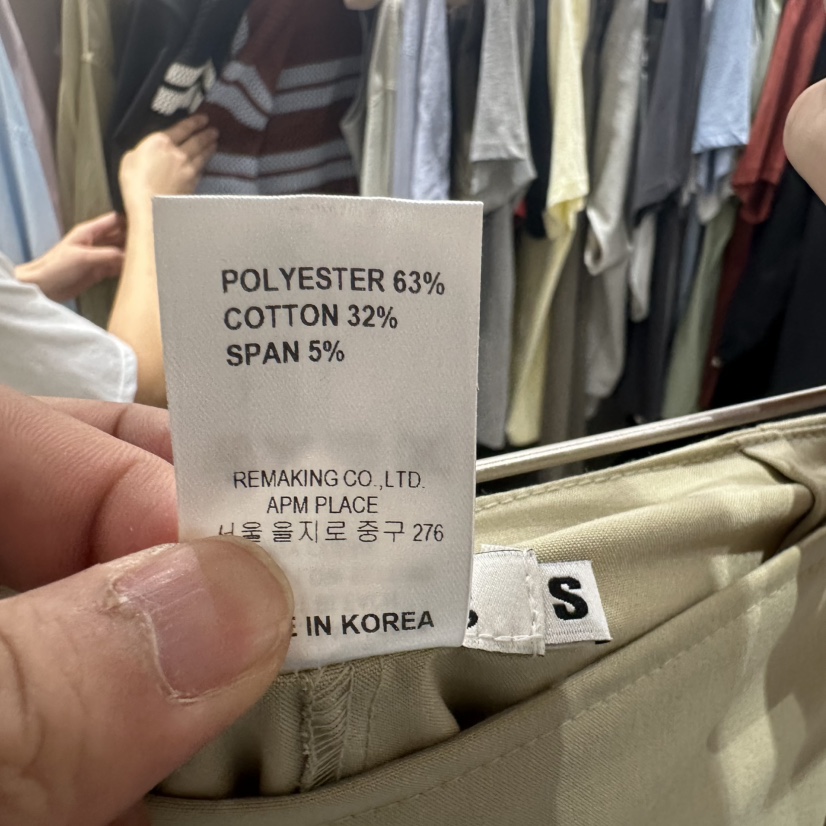 POLYESTER 63%
COTTON 32%
SPAN 5%
REMAKING CO.,LTD.
APM PLACE
서울 을지로 중구 276
IN KOREA
S